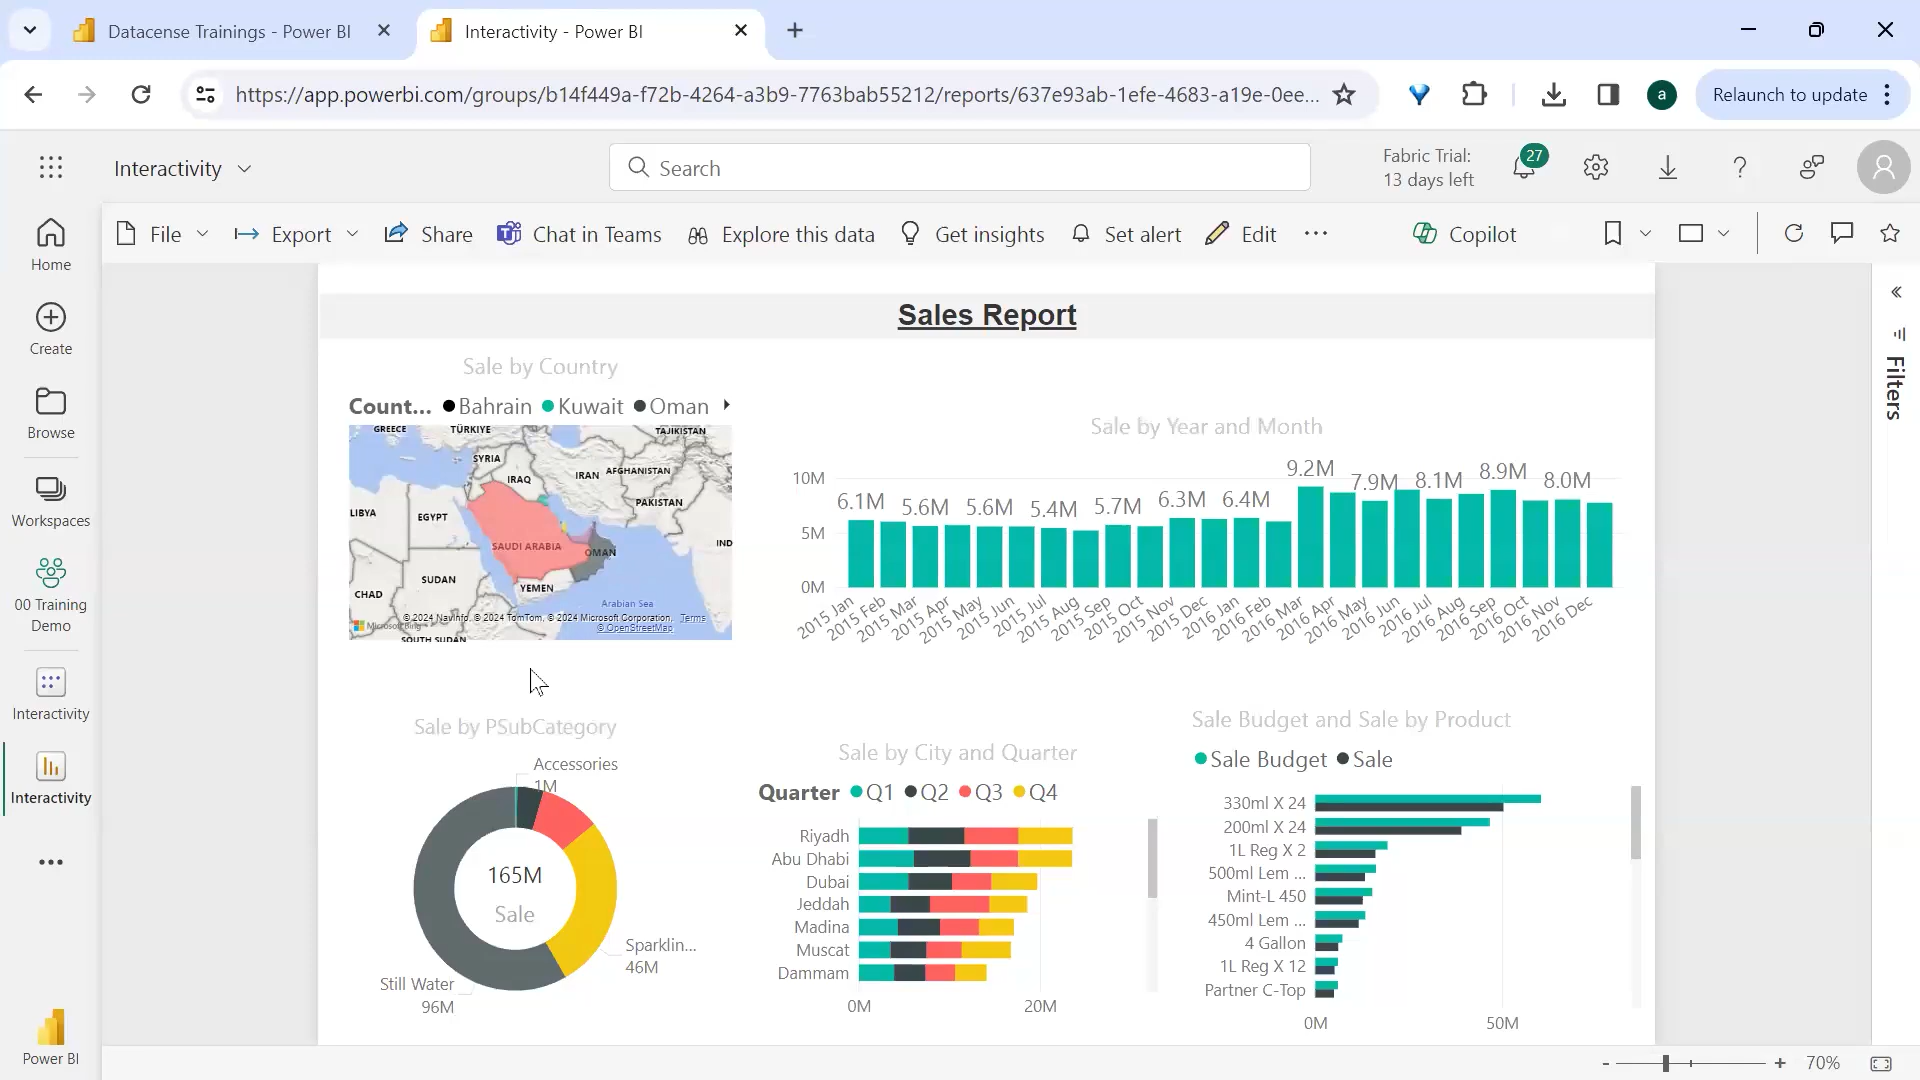 Datacense Trainings - Power BI
Interactivity - Power BI
https://app.powerbi.com/groups/b14f449a-f72b-4264-a3b9-7763bab55212/reports/637e93ab-1efe-4683-a19e-0ee...
a
Relaunch to update
Interactivity
Search
Fabric Trial:
13 days left
27
File
Export
Share
Chat in Teams
Explore this data
Get insights
Set alert
Edit
Copilot
Home
Create
Browse
Workspaces
00 Training
Demo
Interactivity
Interactivity
Power BI
Filters
Sales Report
Sale by Country
Count... Bahrain Kuwait Oman
GREECE
TÜRKIYE
TAJIKISTAN
SYRIA
IRAQ
IRAN
AFGHANISTAN
PAKISTAN
LIBYA
EGYPT
IND
SAUDI ARABIA
OMAN
SUDAN
YEMEN
CHAD
Arabian Sea
© 2024 NavInfo, © 2024 TomTom, © 2024 Microsoft Corporation, Terms
Microsoft Bing
© OpenStreetMap
SOUTH SUDAN
Sale by Year and Month
10M
5M
0M
6.1M 5.6M 5.6M 5.4M 5.7M 6.3M 6.4M 9.2M 7.9M 8.1M 8.9M 8.0M
2015 Jan
2015 Feb
2015 Mar
2015 Apr
2015 May
2015 Jun
2015 Jul
2015 Aug
2015 Sep
2015 Oct
2015 Nov
2015 Dec
2016 Jan
2016 Feb
2016 Mar
2016 Apr
2016 May
2016 Jun
2016 Jul
2016 Aug
2016 Sep
2016 Oct
2016 Nov
2016 Dec
Sale by PSubCategory
Accessories
1M
165M
Sale
Sparklin...
46M
Still Water
96M
Sale by City and Quarter
Quarter Q1 Q2 Q3 Q4
Riyadh
Abu Dhabi
Dubai
Jeddah
Madina
Muscat
Dammam
0M 20M
Sale Budget and Sale by Product
Sale Budget Sale
330ml X 24
200ml X 24
1L Reg X 2
500ml Lem ...
Mint-L 450
450ml Lem ...
4 Gallon
1L Reg X 12
Partner C-Top
0M 50M
- + 70%